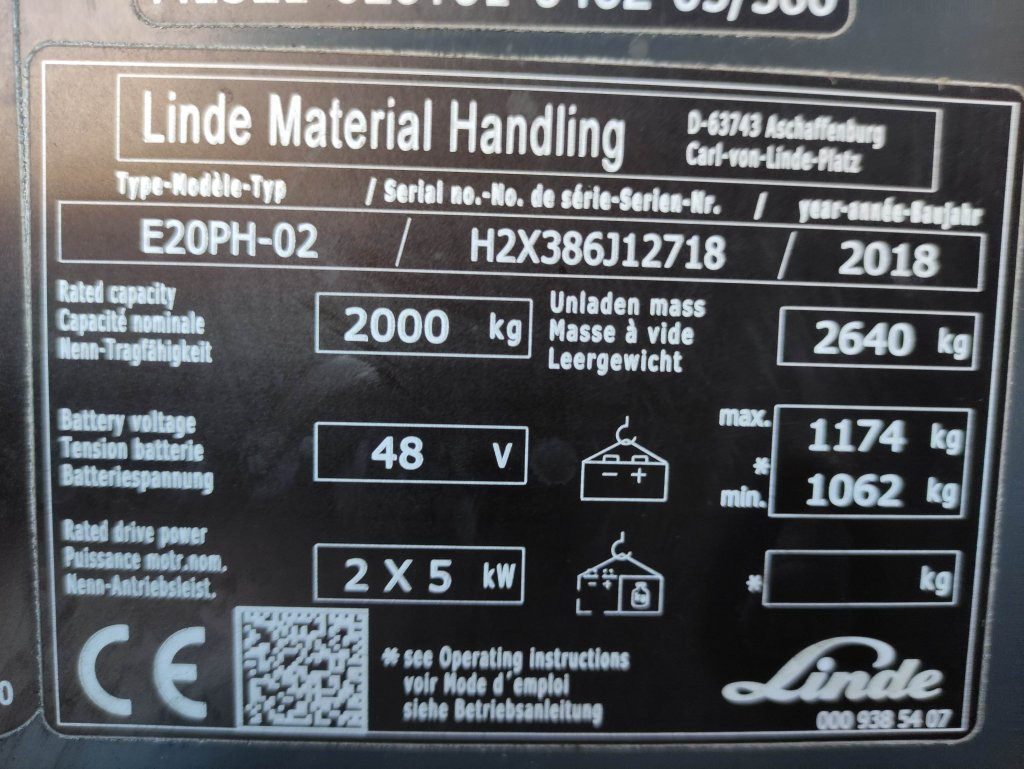 Linde Material Handling
D-63743 Aschaffenburg
Carl-von-Linde-Platz
Type-Modèle-Typ / Serial no.-No. de série-Serien-Nr. / year-année-Baujahr
E20PH-02 / H2X386J12718 / 2018
Rated capacity
Capacité nominale
Nenn-Tragfähigkeit
2000 kg
Unladen mass
Masse à vide
Leergewicht
2640 kg
Battery voltage
Tension batterie
Batteriespannung
48 V
- +
max. 1174 kg
*
min. 1062 kg
Rated drive power
Puissance motr.nom.
Nenn-Antriebsleist.
2 X 5 kW
- +
kg
* kg
CE
* see Operating instructions
voir Mode d'emploi
siehe Betriebsanleitung
Linde
000 938 54 07
0